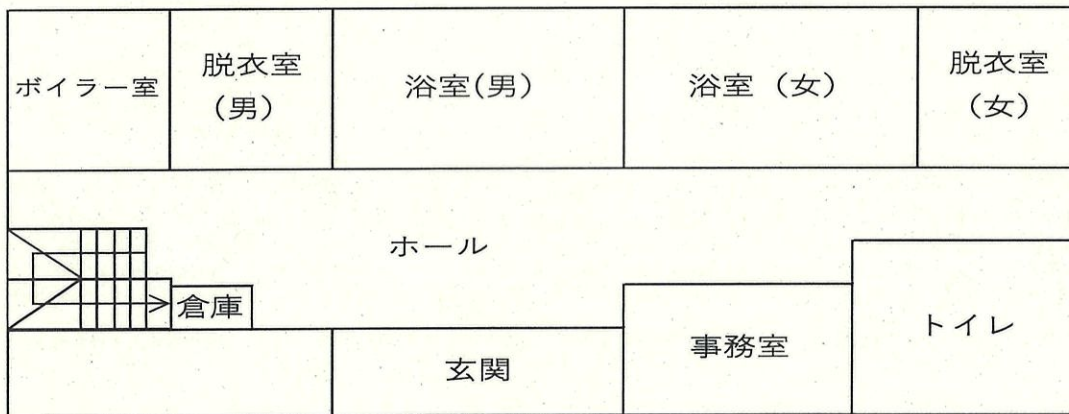 ボイラー室
脱衣室
(男)
浴室(男)
浴室 (女)
脱衣室
(女)
ホール
倉庫
玄関
事務室
トイレ